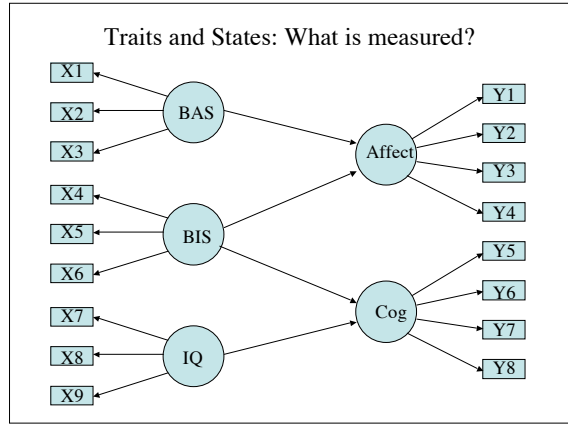 Traits and States: What is measured?
X1
X2
X3
X4
X5
X6
X7
X8
X9
BAS
BIS
IQ
Affect
Cog
Y1
Y2
Y3
Y4
Y5
Y6
Y7
Y8